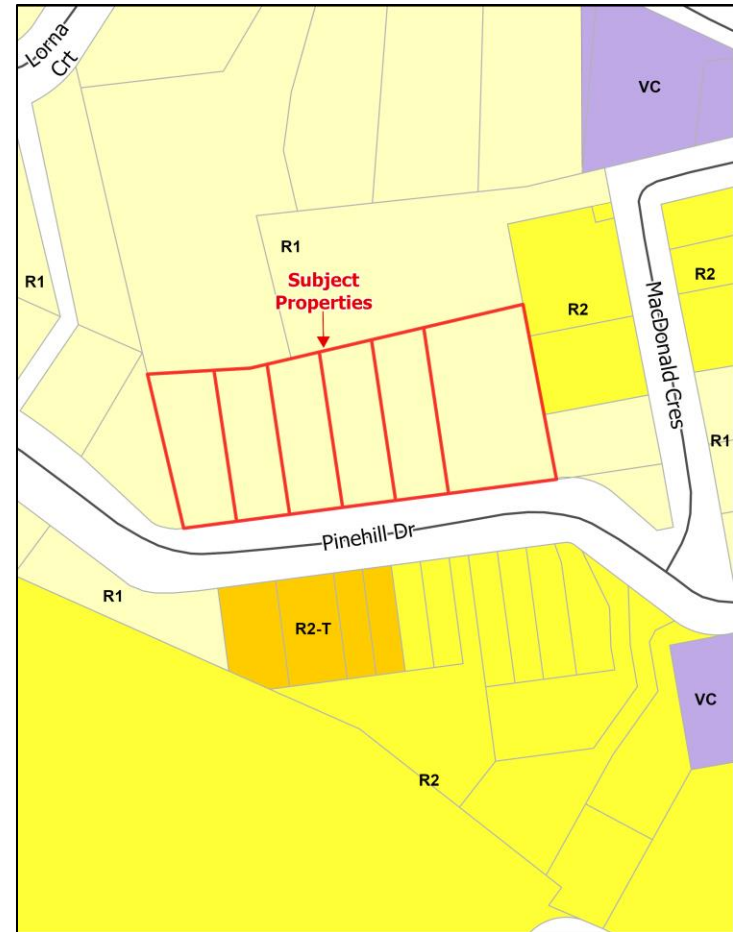 Lorna
Crt
VC
R1
R1
Subject
Properties
R2
R2
MacDonald-Cres
R1
Pinehill-Dr
R1
R2-T
VC
R2